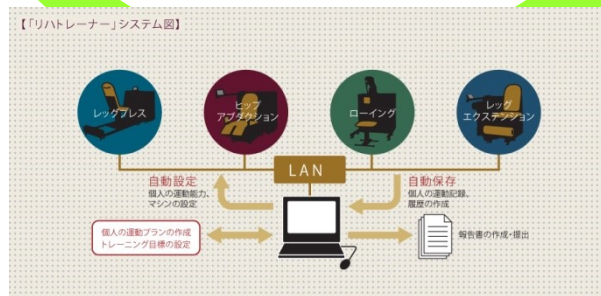 【「リハトレーナー」システム図】
レッグプレス
ヒップ
アブダクション
ローイング
レッグ
エクステンション
LAN
自動設定
個人の運動能力、
マシンの設定
自動保存
個人の運動記録、
履歴の作成
個人の運動プランの作成
トレーニング目標の設定
報告書の作成・提出